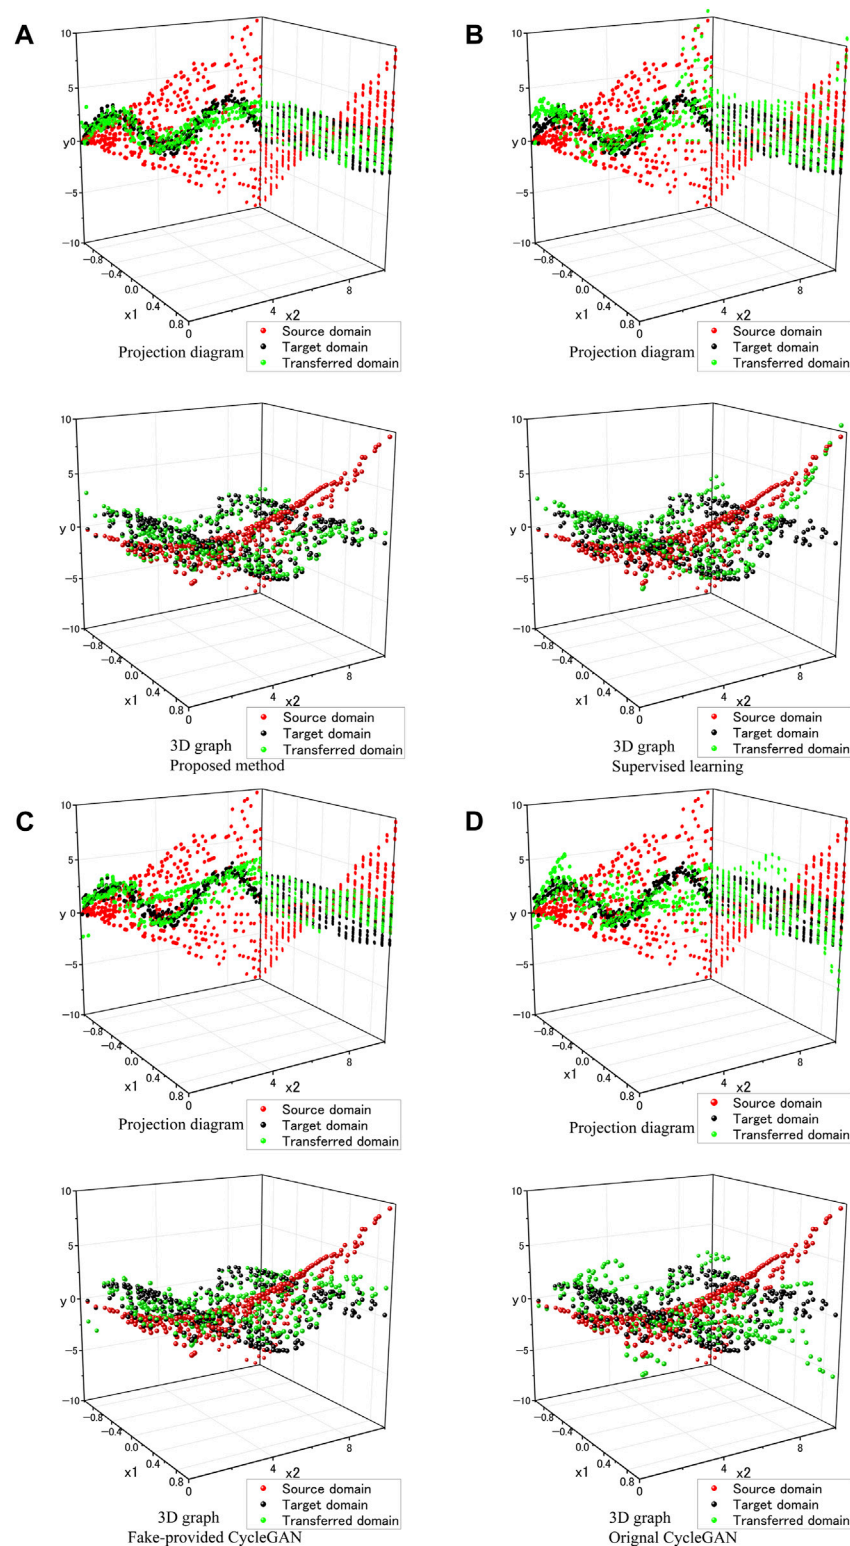 A
10
5
y 0
−5
−10
−0.8
−0.4
0.0
0.4
0.8
x1
0
4
8
x2
Source domain
Target domain
Transferred domain
Projection diagram
B
10
5
y 0
−5
−10
−0.8
−0.4
0.0
0.4
0.8
x1
0
4
8
x2
Source domain
Target domain
Transferred domain
Projection diagram
10
5
y 0
−5
−10
−0.8
−0.4
0.0
0.4
0.8
x1
0
4
8
x2
Source domain
Target domain
Transferred domain
3D graph
Proposed method
10
5
y 0
−5
−10
−0.8
−0.4
0.0
0.4
0.8
x1
0
4
8
x2
Source domain
Target domain
Transferred domain
3D graph
Supervised learning
C
10
5
y 0
−5
−10
−0.8
−0.4
0.0
0.4
0.8
x1
0
4
8
x2
Source domain
Target domain
Transferred domain
Projection diagram
D
10
5
y 0
−5
−10
−0.8
−0.4
0.0
0.4
0.8
x1
0
4
8
x2
Source domain
Target domain
Transferred domain
Projection diagram
10
5
y 0
−5
−10
−0.8
−0.4
0.0
0.4
0.8
x1
0
4
8
x2
Source domain
Target domain
Transferred domain
3D graph
Fake-provided CycleGAN
10
5
y 0
−5
−10
−0.8
−0.4
0.0
0.4
0.8
x1
0
4
8
x2
Source domain
Target domain
Transferred domain
3D graph
Orignal CycleGAN